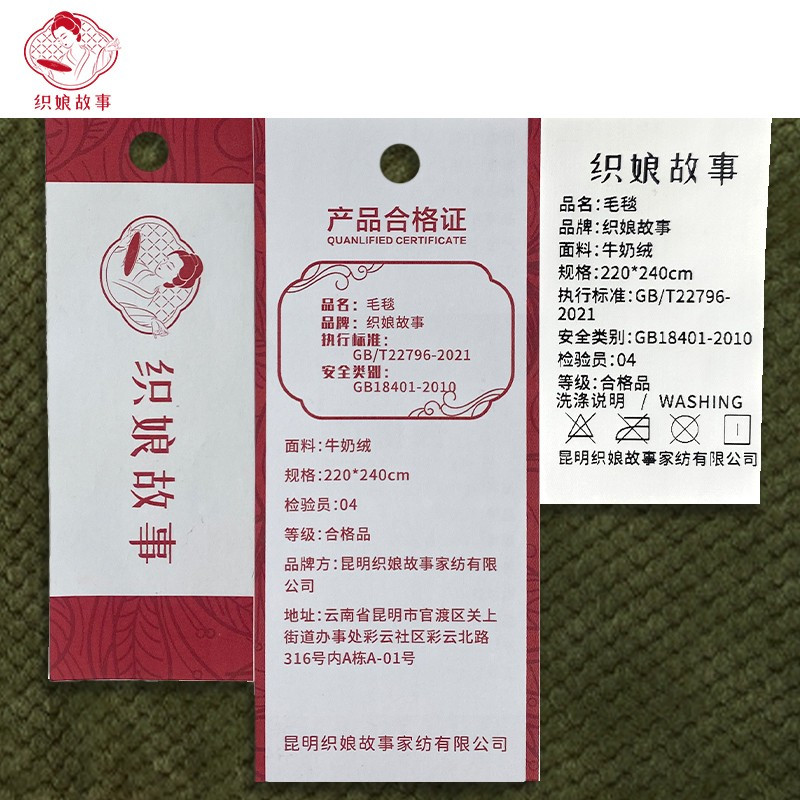 织娘故事
织娘故事
产品合格证
QUANLIFIED CERTIFICATE
品名：毛毯
品牌：织娘故事
执行标准：
GB/T22796-2021
安全类别：
GB18401-2010
面料：牛奶绒
规格：220*240cm
检验员：04
等级：合格品
品牌方：昆明织娘故事家纺有限
公司
地址：云南省昆明市官渡区关上
街道办事处彩云社区彩云北路
316号内A栋A-01号
昆明织娘故事家纺有限公司
织娘故事
品名：毛毯
品牌：织娘故事
面料：牛奶绒
规格：220*240cm
执行标准：GB/T22796-
2021
安全类别：GB18401-2010
检验员：04
等级：合格品
洗涤说明 / WASHING
昆明织娘故事家纺有限公司